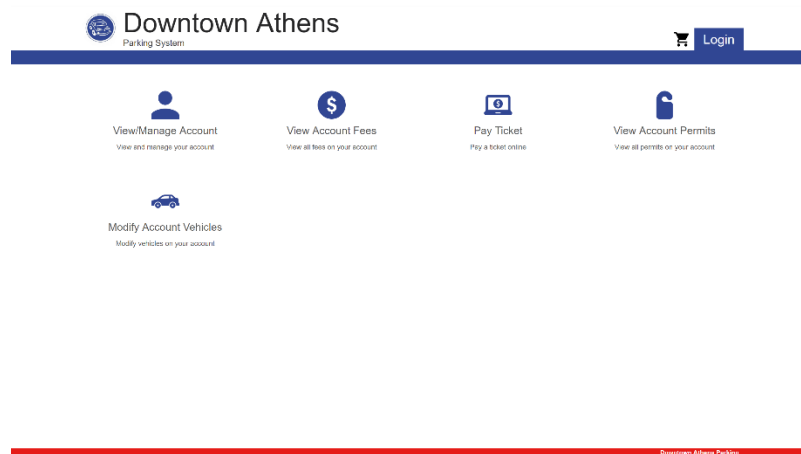 Downtown Athens
Parking System
Login
View/Manage Account
View and manage your account
View Account Fees
View all fees on your account
Pay Ticket
Pay a ticket online
View Account Permits
View all permits on your account
Modify Account Vehicles
Modify vehicles on your account
Downtown Athens Parking